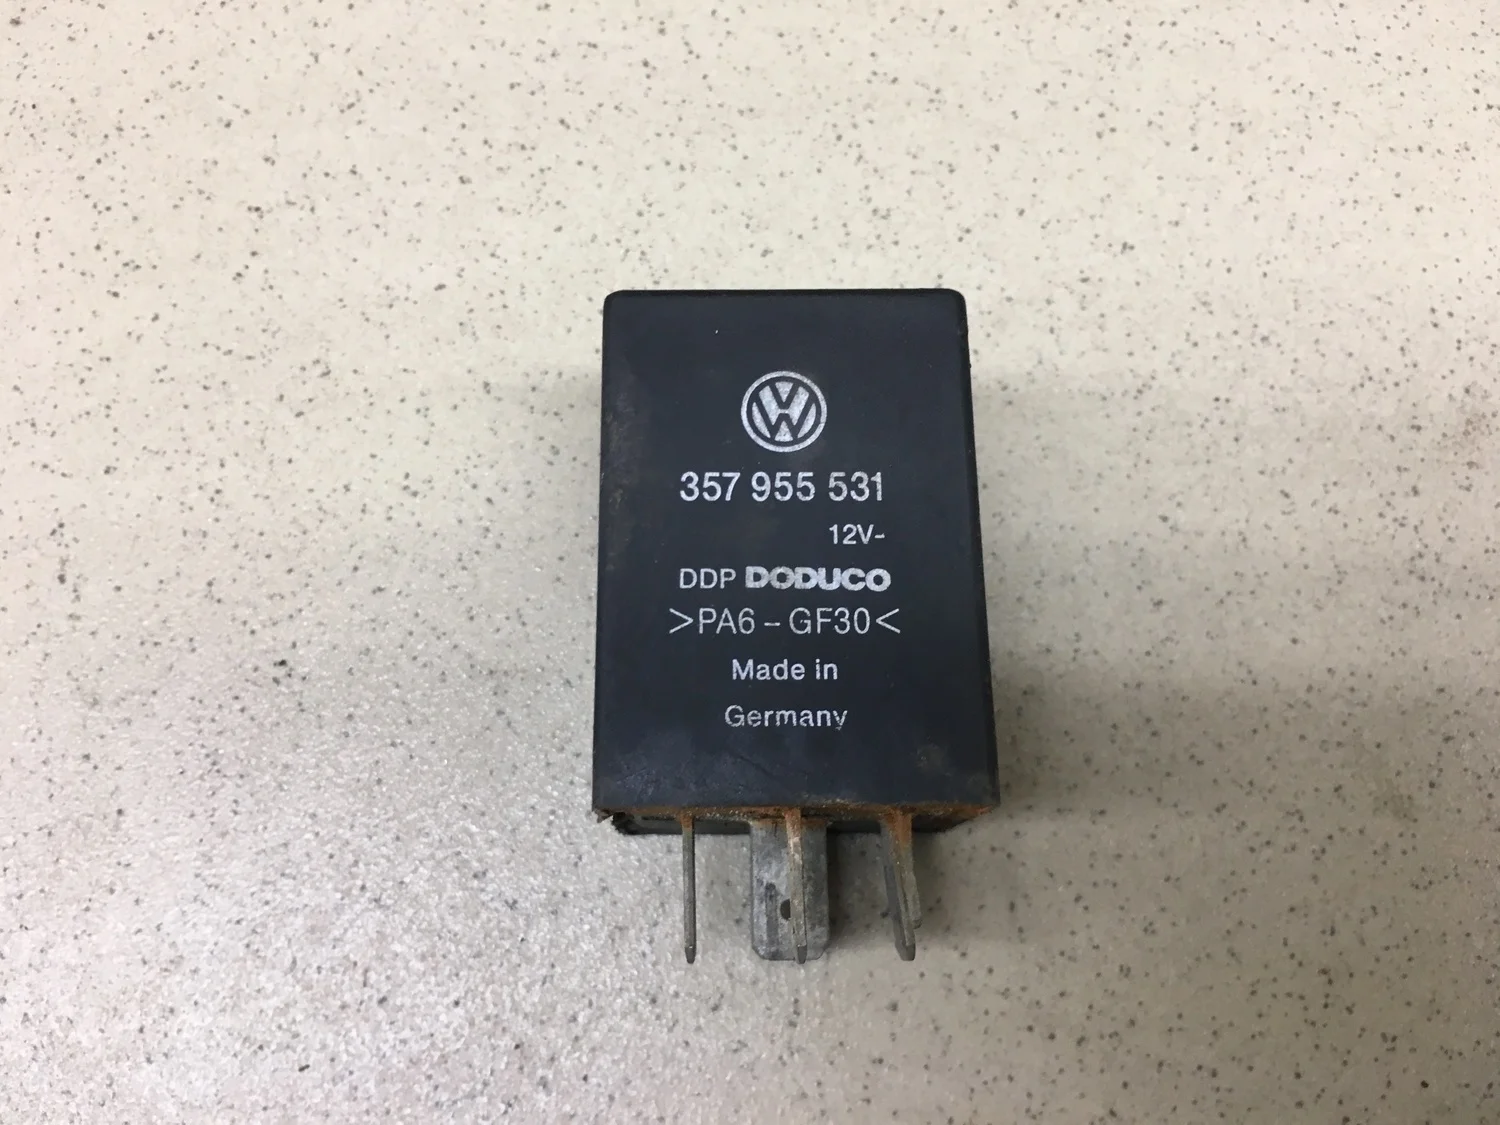 357 955 531
12V-
DDP DODUCO
>PA6-GF30<
Made in
Germany